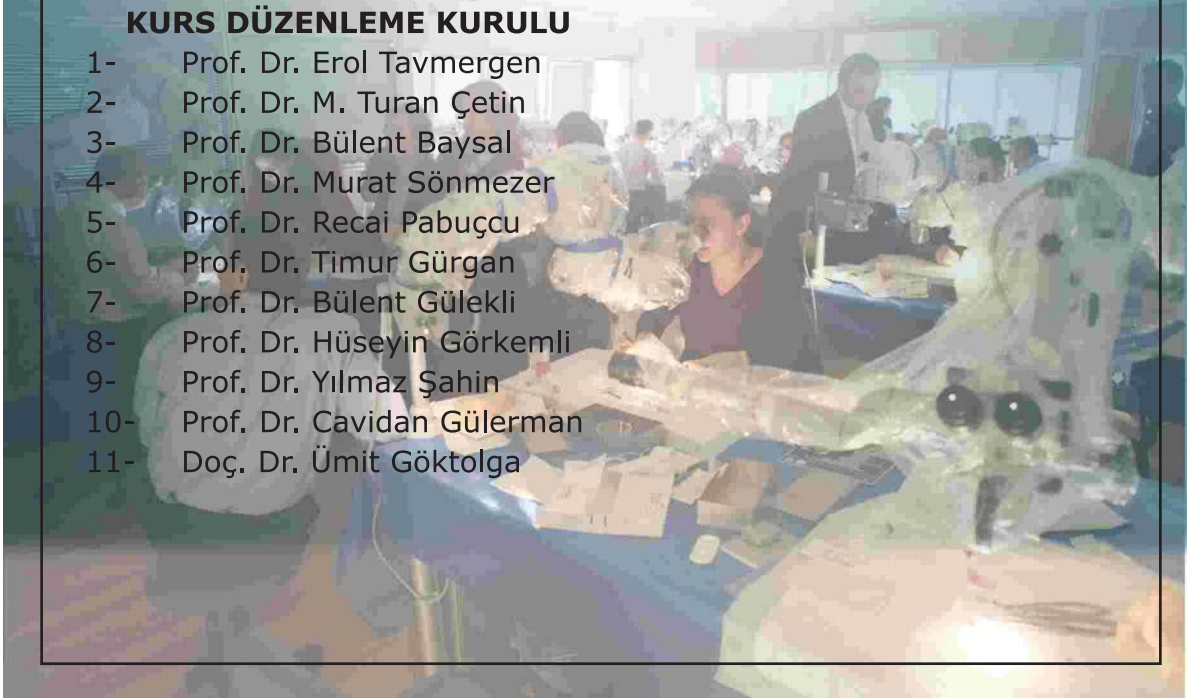 KURS DÜZENLEME KURULU
1- Prof. Dr. Erol Tavmergen
2- Prof. Dr. M. Turan Çetin
3- Prof. Dr. Bülent Baysal
4- Prof. Dr. Murat Sönmezer
5- Prof. Dr. Recai Pabuçcu
6- Prof. Dr. Timur Gürgan
7- Prof. Dr. Bülent Gülekli
8- Prof. Dr. Hüseyin Görkemli
9- Prof. Dr. Yılmaz Şahin
10- Prof. Dr. Cavidan Gülerman
11- Doç. Dr. Ümit Göktolga